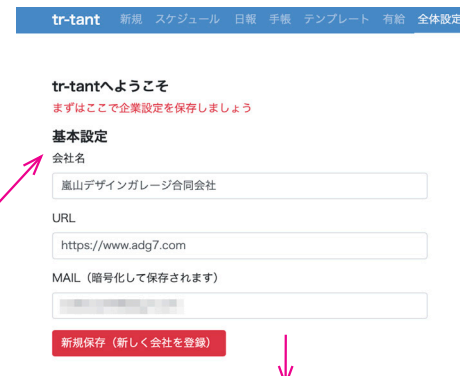 tr-tant 新規 スケジュール 日報 手帳 テンプレート 有給 全体設定
tr-tantへようこそ
まずはここで企業設定を保存しましょう
基本設定
会社名
嵐山デザインガレージ合同会社
URL
https://www.adg7.com
MAIL（暗号化して保存されます）
新規保存（新しく会社を登録）